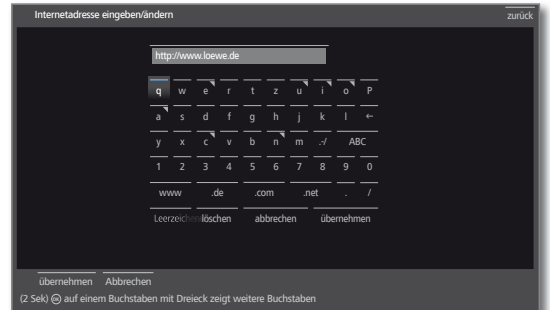 Internetadresse eingeben/ändern zurück
http://www.loewe.de
q w e r t z u i o P
a s d f g h j k l ←
y x c v b n m .-/ ABC
1 2 3 4 5 6 7 8 9 0
www .de .com .net . /
Leerzeichen löschen abbrechen übernehmen
übernehmen Abbrechen
(2 Sek) OK auf einem Buchstaben mit Dreieck zeigt weitere Buchstaben